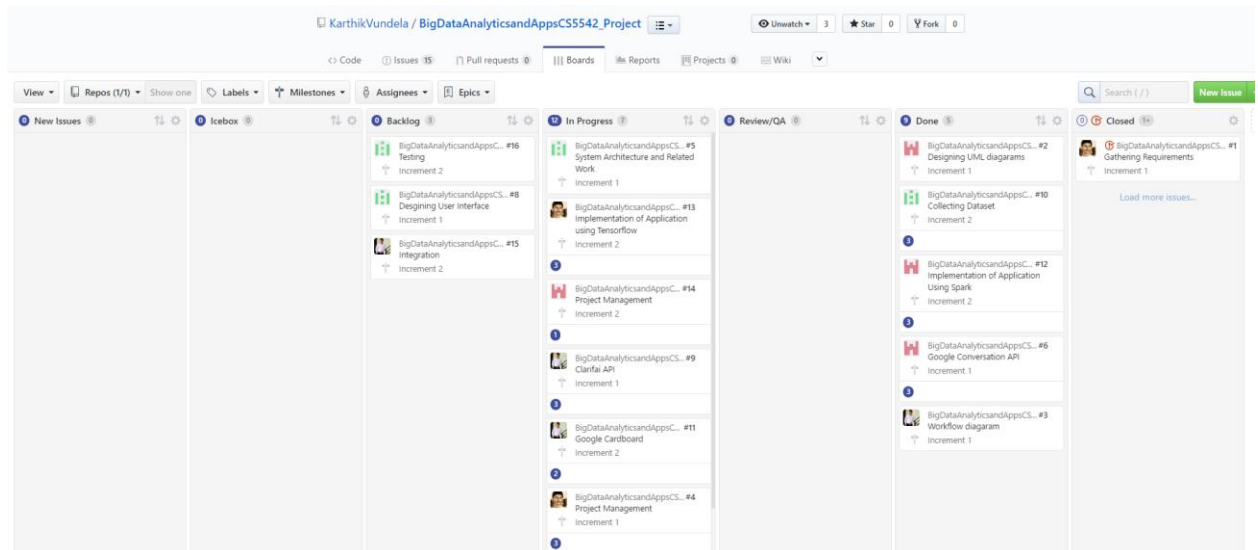 KarthikVundela / BigDataAnalyticsandAppsCS5542_Project
Unwatch 3 Star 0 Fork 0
Code Issues 15 Pull requests 0 Boards Reports Projects 0 Wiki
View Repos (1/1) Show one Labels Milestones Assignees Epics Search ( / ) New Issue
0 New Issues 0
0 Icebox 0
0 Backlog 3
BigDataAnalyticsandAppsC... #16
Testing
Increment 2
BigDataAnalyticsandAppsCS... #8
Desgining User Interface
Increment 1
BigDataAnalyticsandAppsC... #15
Integration
Increment 2
12 In Progress 7
BigDataAnalyticsandAppsCS... #5
System Architecture and Related
Work
Increment 1
BigDataAnalyticsandAppsC... #13
Implementation of Application
using Tensorflow
Increment 2
3
BigDataAnalyticsandAppsC... #14
Project Management
Increment 2
1
BigDataAnalyticsandAppsCS... #9
Clarifai API
Increment 1
3
BigDataAnalyticsandAppsC... #11
Google Cardboard
Increment 2
2
BigDataAnalyticsandAppsCS... #4
Project Management
Increment 1
3
0 Review/QA 0
9 Done 5
BigDataAnalyticsandAppsCS... #2
Designing UML diagarams
Increment 1
BigDataAnalyticsandAppsC... #10
Collecting Dataset
Increment 2
3
BigDataAnalyticsandAppsCS... #12
Implementation of Application
Using Spark
Increment 2
3
BigDataAnalyticsandAppsCS... #6
Google Conversation API
Increment 1
3
BigDataAnalyticsandAppsCS... #3
Workflow diagaram
Increment 1
0 Closed 1+
BigDataAnalyticsandAppsCS... #1
Gathering Requirements
Increment 1
Load more issues...